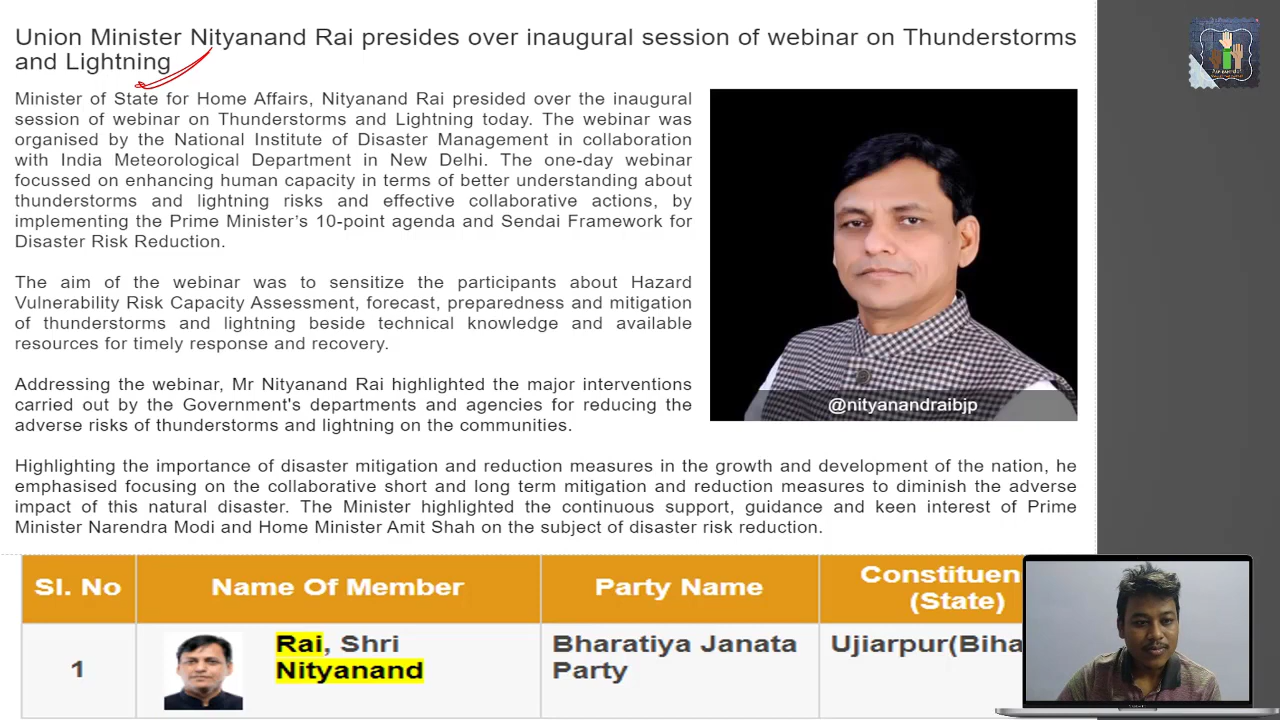 Union Minister Nityanand Rai presides over inaugural session of webinar on Thunderstorms
and Lightning
Minister of State for Home Affairs, Nityanand Rai presided over the inaugural
session of webinar on Thunderstorms and Lightning today. The webinar was
organised by the National Institute of Disaster Management in collaboration
with India Meteorological Department in New Delhi. The one-day webinar
focussed on enhancing human capacity in terms of better understanding about
thunderstorms and lightning risks and effective collaborative actions, by
implementing the Prime Minister’s 10-point agenda and Sendai Framework for
Disaster Risk Reduction.
The aim of the webinar was to sensitize the participants about Hazard
Vulnerability Risk Capacity Assessment, forecast, preparedness and mitigation
of thunderstorms and lightning beside technical knowledge and available
resources for timely response and recovery.
Addressing the webinar, Mr Nityanand Rai highlighted the major interventions
carried out by the Government's departments and agencies for reducing the
adverse risks of thunderstorms and lightning on the communities.
@nityanandraibjp
Highlighting the importance of disaster mitigation and reduction measures in the growth and development of the nation, he
emphasised focusing on the collaborative short and long term mitigation and reduction measures to diminish the adverse
impact of this natural disaster. The Minister highlighted the continuous support, guidance and keen interest of Prime
Minister Narendra Modi and Home Minister Amit Shah on the subject of disaster risk reduction.
Sl. No Name Of Member Party Name Constituen
(State)
1 Rai, Shri Nityanand Bharatiya Janata Party Ujiarpur(Biha